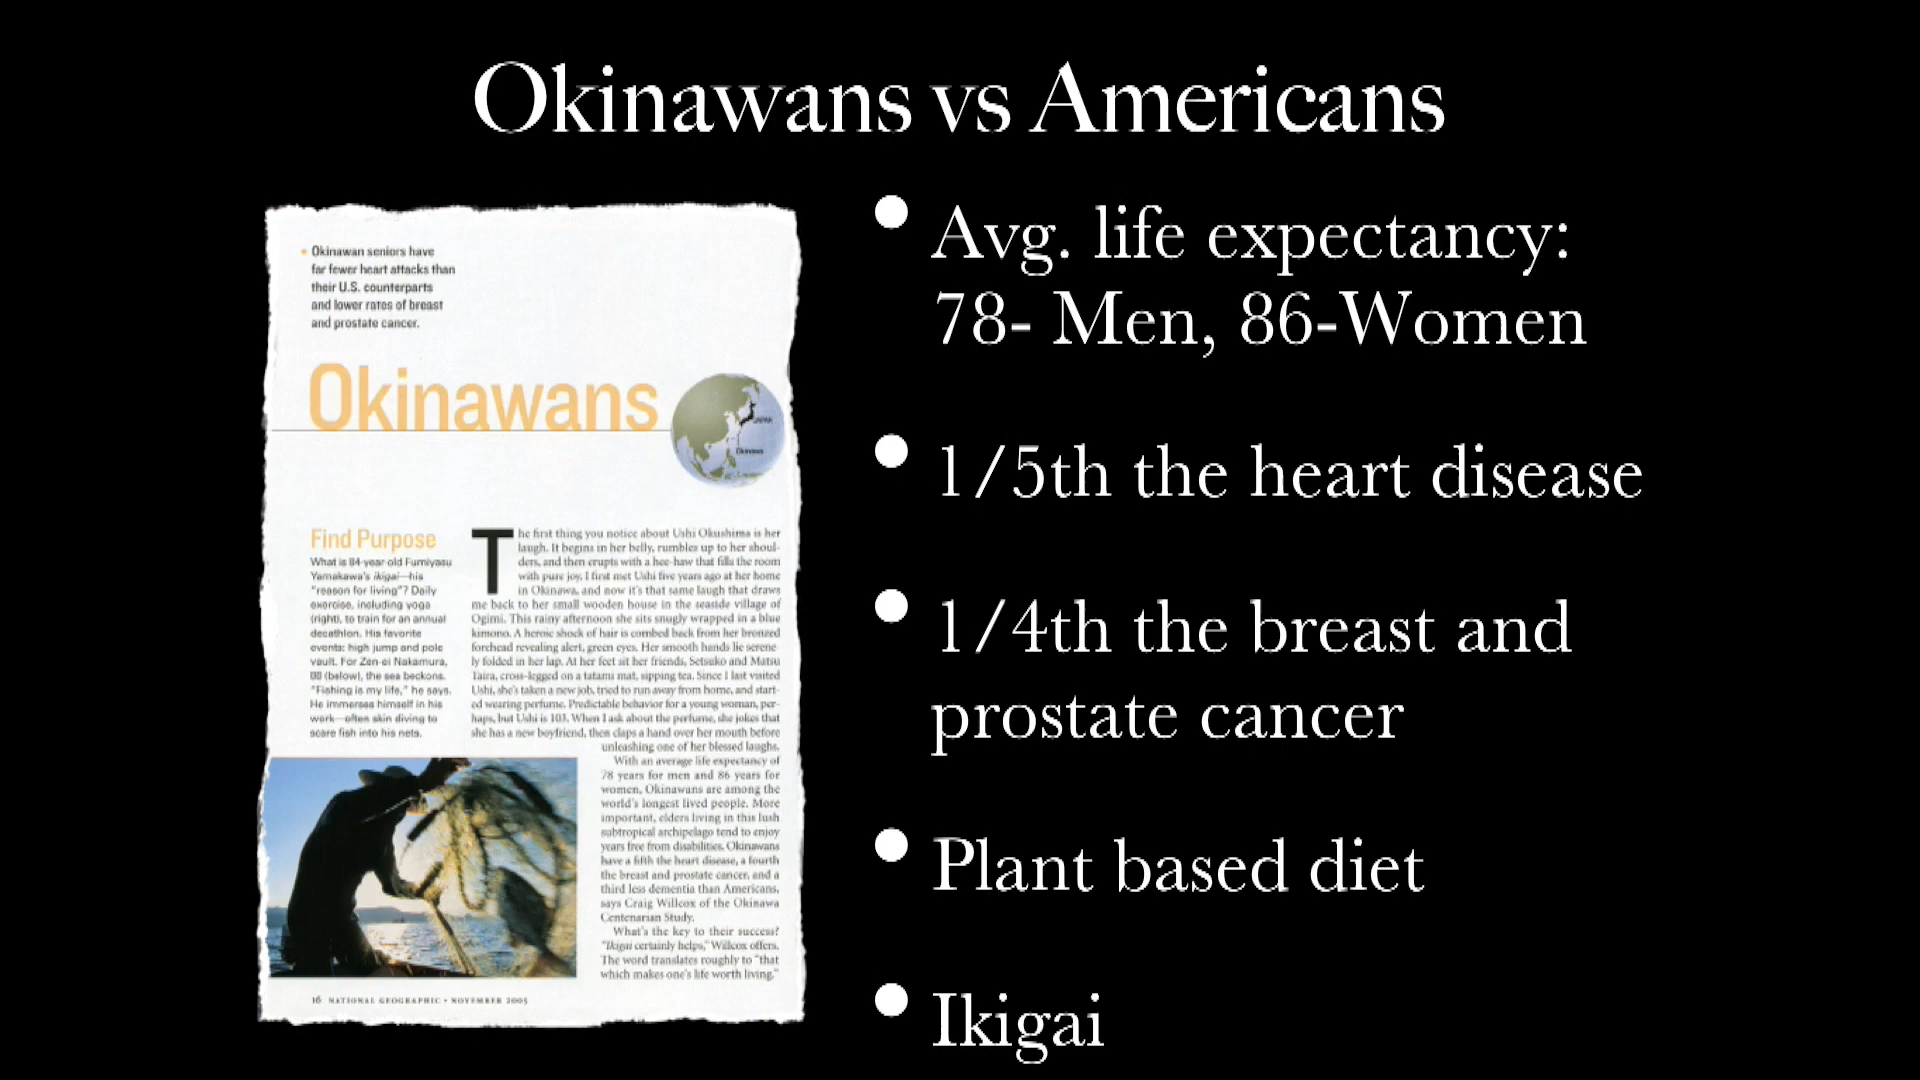 Okinawans vs Americans
Okinawan seniors have
far fewer heart attacks than
their U.S. counterparts
and lower rates of breast
and prostate cancer.
Okinawans
JAPAN
Okinawa
Find Purpose
What is 84-year-old Fumiyasu
Yamakawa's ikigai—his
"reason for living"? Daily
exercise, including yoga
(right), to train for an annual
decathlon. His favorite
events: high jump and pole
vault. For Zen-ei Nakamura,
(below), the sea beckons.
"Fishing is my life," he says.
He immerses himself in his
work—often skin diving to
scare fish into his nets.
The first thing you notice about Ushi Okushima is her
laugh. It begins in her belly, rumbles up to her shoul-
ders, and then erupts with a hee-haw that fills the room
with pure joy. I first met Ushi five years ago at her home
in Okinawa, and now it's that same laugh that draws
me back to her small wooden house in the seaside village of
Ogimi. This rainy afternoon she sits snugly wrapped in a blue
kimono. A heroic shock of hair is combed back from her bronzed
forehead revealing alert, green eyes. Her smooth hands lie serene-
ly folded in her lap. At her feet sit her friends, Setsuko and Matsu
Taira, cross-legged on a tatami mat, sipping tea. Since I last visited
Ushi, she's taken a new job, tried to run away from home, and start-
ed wearing perfume. Predictable behavior for a young woman, per-
haps, but Ushi is 103. When I ask about the perfume, she jokes that
she has a new boyfriend, then claps a hand over her mouth before
unleashing one of her blessed laughs.
With an average life expectancy of
78 years for men and 86 years for
women, Okinawans are among the
world's longest lived people. More
important, elders living in this lush
subtropical archipelago tend to enjoy
years free from disabilities. Okinawans
have a fifth the heart disease, a fourth
the breast and prostate cancer, and a
third less dementia than Americans,
says Craig Willcox of the Okinawa
Centenarian Study.
What's the key to their success?
"Ikigai certainly helps," Willcox offers.
The word translates roughly to "that
which makes one's life worth living."
16 NATIONAL GEOGRAPHIC • NOVEMBER 2005
• Avg. life expectancy:
78- Men, 86-Women
• 1/5th the heart disease
• 1/4th the breast and
prostate cancer
• Plant based diet
• Ikigai